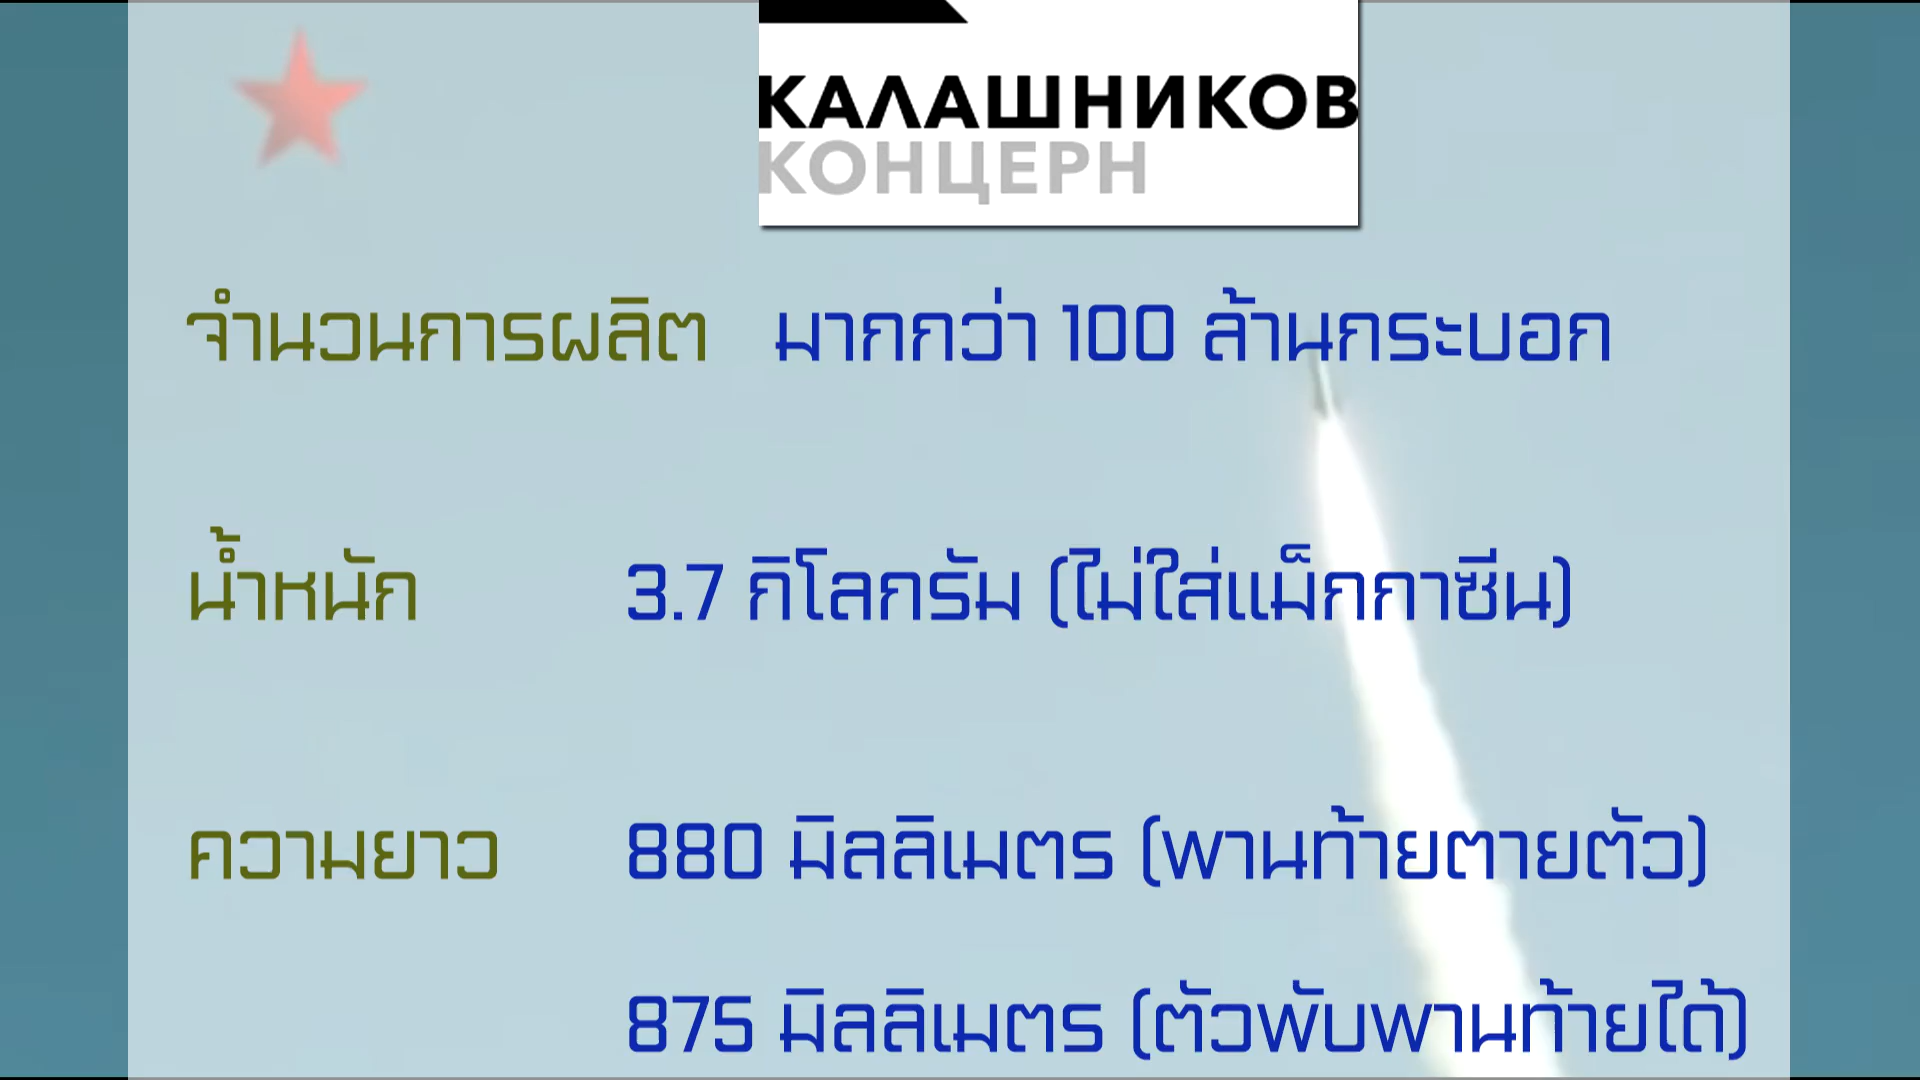 КАЛАШНИКОВ
КОНЦЕРН
จำนวนการผลิต มากกว่า 100 ล้านกระบอก
น้ำหนัก 3.7 กิโลกรัม (ไม่ใส่แม็กกาซีน)
ความยาว 880 มิลลิเมตร (พานท้ายตายตัว)
875 มิลลิเมตร (ตัวพับพานท้ายได้)